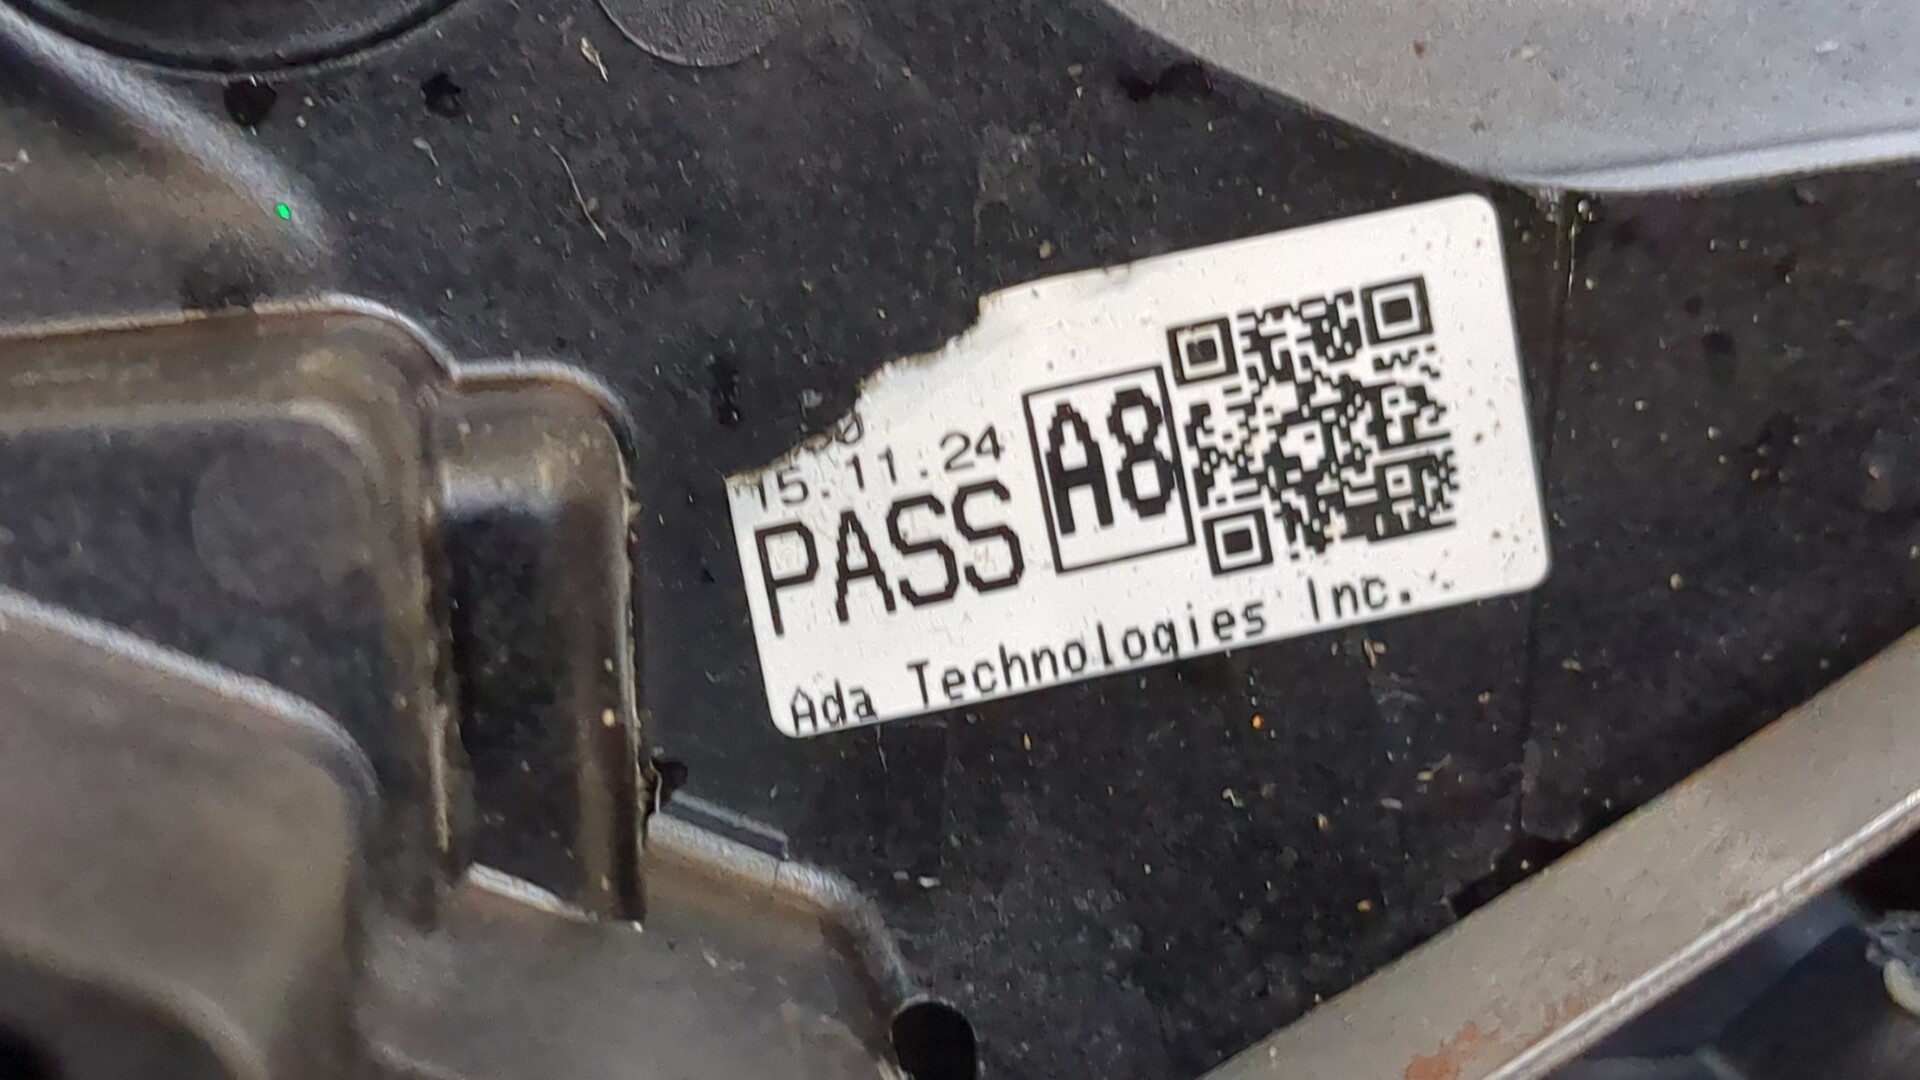 15.11.24
PASS
A8
Ada Technologies Inc.